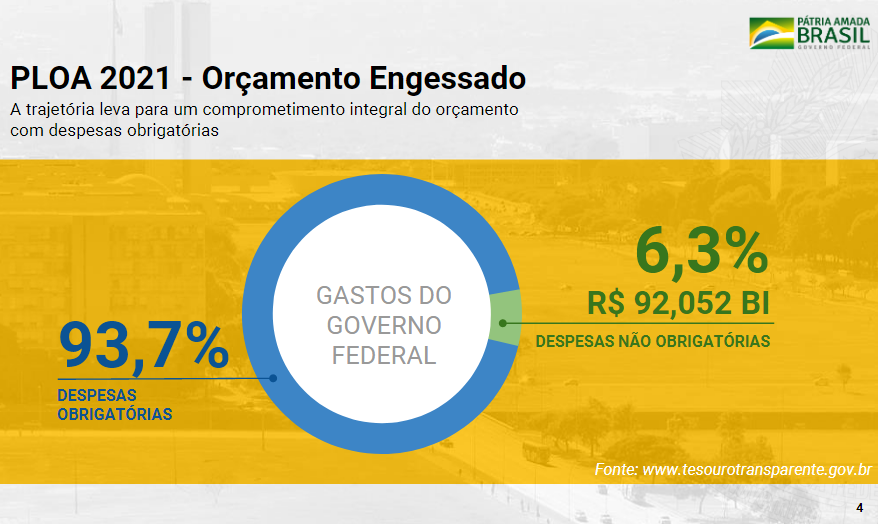 PÁTRIA AMADA
BRASIL
GOVERNO FEDERAL
PLOA 2021 - Orçamento Engessado
A trajetória leva para um comprometimento integral do orçamento
com despesas obrigatórias
6,3%
R$ 92,052 BI
DESPESAS NÃO OBRIGATÓRIAS
GASTOS DO
GOVERNO
FEDERAL
93,7%
DESPESAS
OBRIGATÓRIAS
Fonte: www.tesourotransparente.gov.br
4